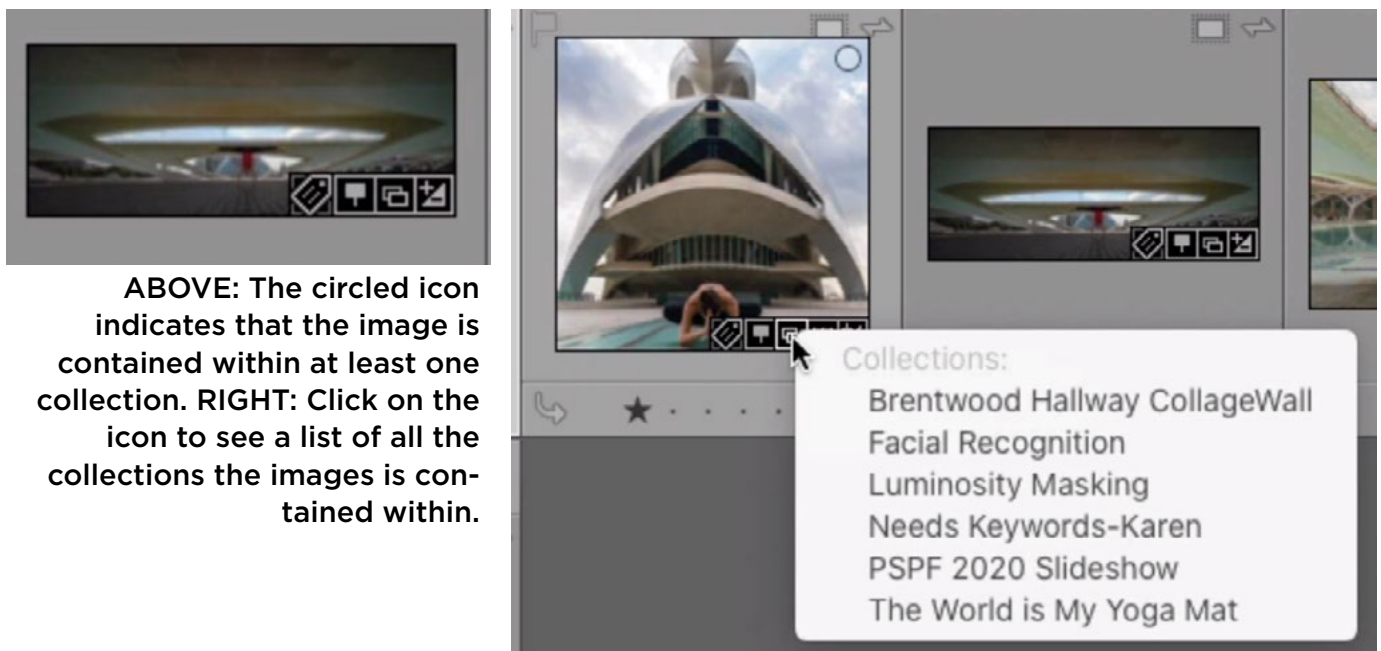 ABOVE: The circled icon
indicates that the image is
contained within at least one
collection. RIGHT: Click on the
icon to see a list of all the
collections the images is con-
tained within.
Collections:
Brentwood Hallway CollageWall
Facial Recognition
Luminosity Masking
Needs Keywords-Karen
PSPF 2020 Slideshow
The World is My Yoga Mat